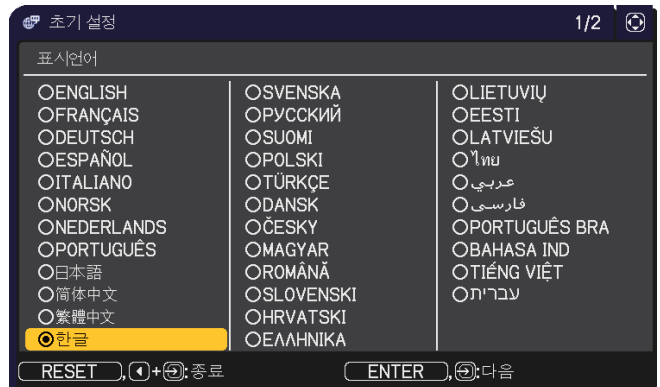 초기 설정 1/2
표시언어
ENGLISH
FRANÇAIS
DEUTSCH
ESPAÑOL
ITALIANO
NORSK
NEDERLANDS
PORTUGUÊS
日本語
简体中文
繁體中文
한글
SVENSKA
РУССКИЙ
SUOMI
POLSKI
TÜRKÇE
DANSK
ČESKY
MAGYAR
ROMÂNĂ
SLOVENSKI
HRVATSKI
ΕΛΛΗΝΙΚΑ
LIETUVIŲ
EESTI
LATVIEŠU
ไทย
عربي
فارسی
PORTUGUÊS BRA
BAHASA IND
TIẾNG VIỆT
עברית
RESET ,+:종료 ENTER ,:다음